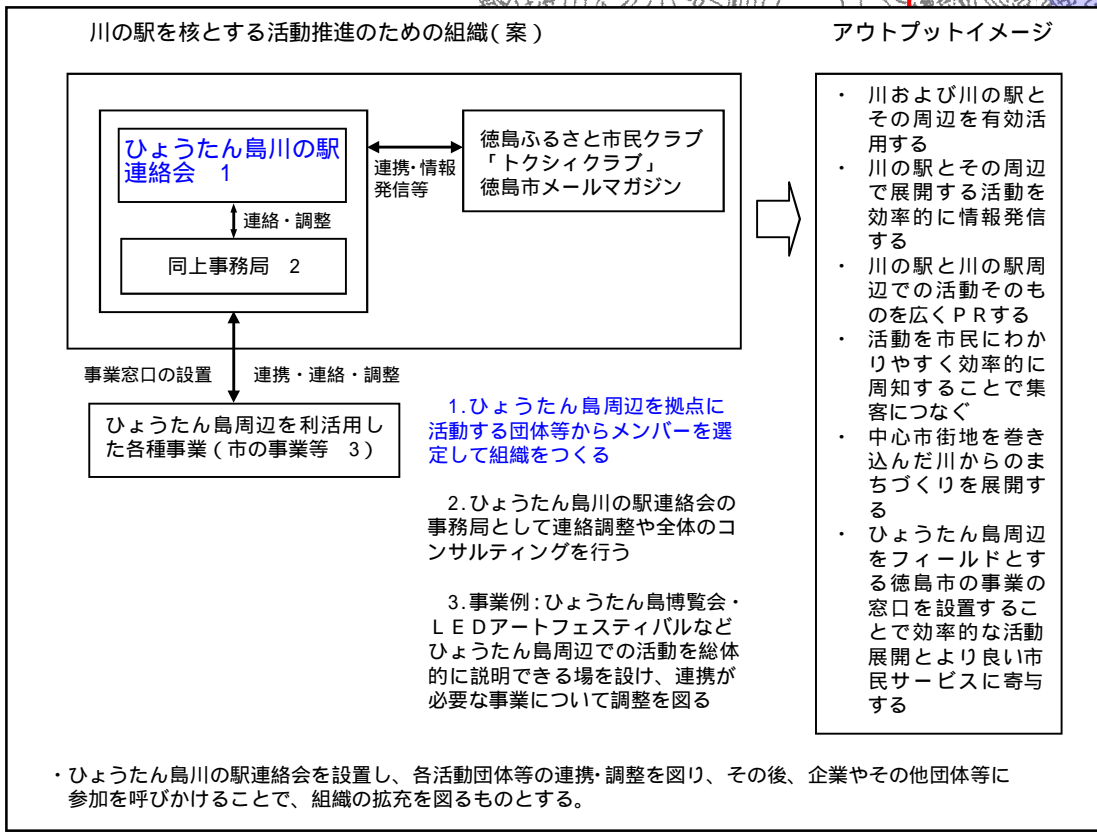 川の駅を核とする活動推進のための組織(案)
アウトプットイメージ
ひょうたん島川の駅
連絡会 1
連絡・調整
同上事務局 2
連携・情報
発信等
徳島ふるさと市民クラブ
「トクシィクラブ」
徳島市メールマガジン
事業窓口の設置
連携・連絡・調整
ひょうたん島周辺を利活用し
た各種事業(市の事業等 3)
1.ひょうたん島周辺を拠点に
活動する団体等からメンバーを選
定して組織をつくる
2.ひょうたん島川の駅連絡会の
事務局として連絡調整や全体のコ
ンサルティングを行う
3.事業例:ひょうたん島博覧会・
LEDアートフェスティバルなど
ひょうたん島周辺での活動を総体
的に説明できる場を設け、連携が
必要な事業について調整を図る
・ 川および川の駅と
その周辺を有効活
用する
・ 川の駅とその周辺
で展開する活動を
効率的に情報発信
する
・ 川の駅と川の駅周
辺での活動そのも
のを広くPRする
・ 活動を市民にわか
りやすく効率的に
周知することで集
客につなぐ
・ 中心市街地を巻き
込んだ川からのま
ちづくりを展開す
る
・ ひょうたん島周辺
をフィールドとす
る徳島市の事業の
窓口を設置するこ
とで効率的な活動
展開とより良い市
民サービスに寄与
する
・ひょうたん島川の駅連絡会を設置し、各活動団体等の連携・調整を図り、その後、企業やその他団体等に
参加を呼びかけることで、組織の拡充を図るものとする。